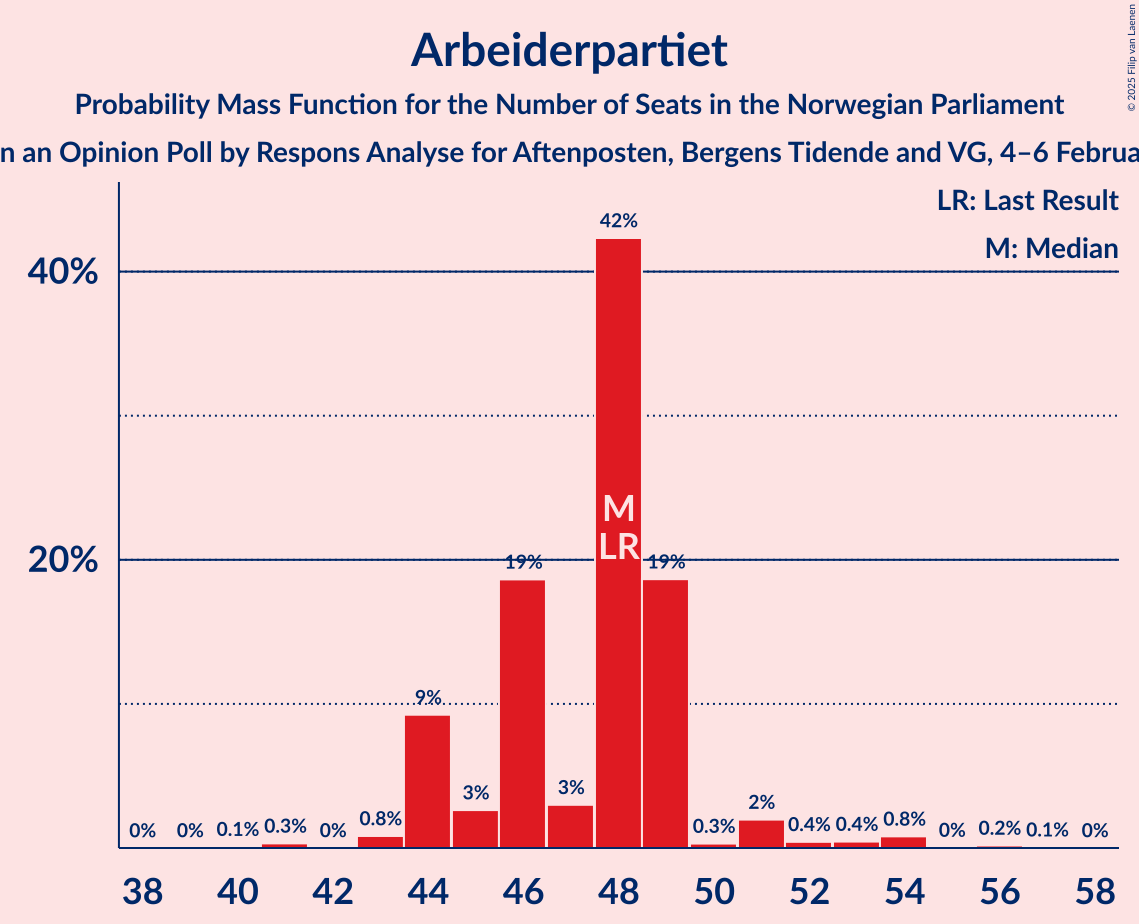 Arbeiderpartiet
Probability Mass Function for the Number of Seats in the Norwegian Parliament
an Opinion Poll by Respons Analyse for Aftenposten, Bergens Tidende and VG, 4–6
© 2025 Filip van Laenen
LR: Last Result
M: Median
40%
20%
0%
0%
0.1%
0.3%
0%
0.8%
9%
3%
19%
3%
42%
M
LR
19%
0.3%
2%
0.4%
0.4%
0.8%
0%
0.2%
0.1%
0%
38 40 42 44 46 48 50 52 54 56 58